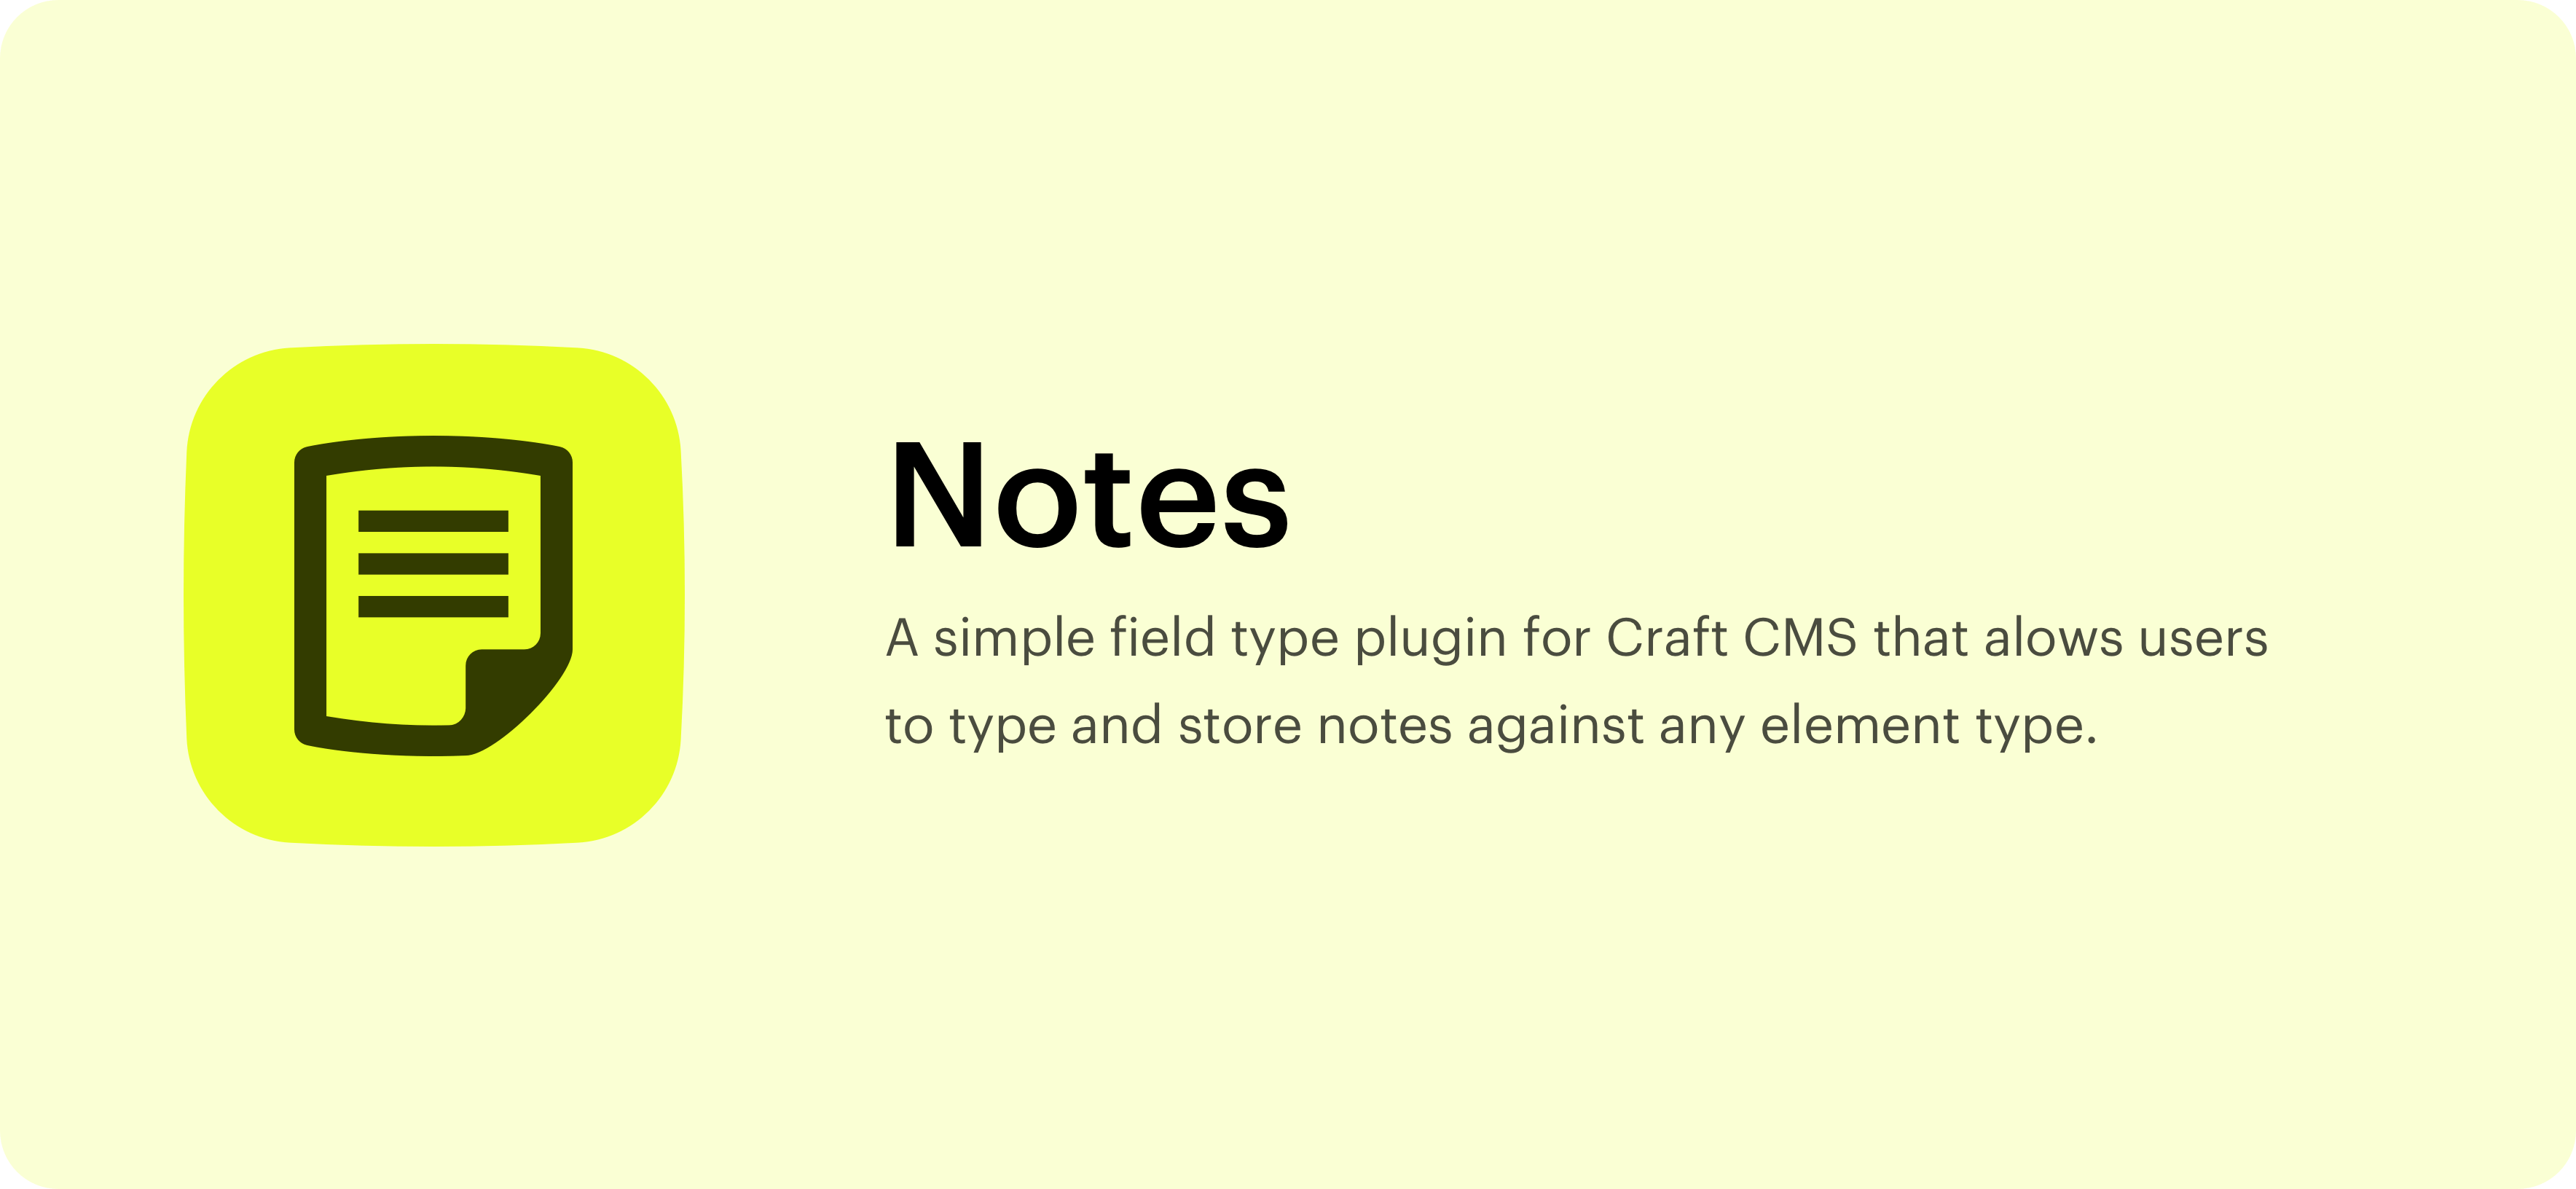 Notes
A simple field type plugin for Craft CMS that alows users
to type and store notes against any element type.